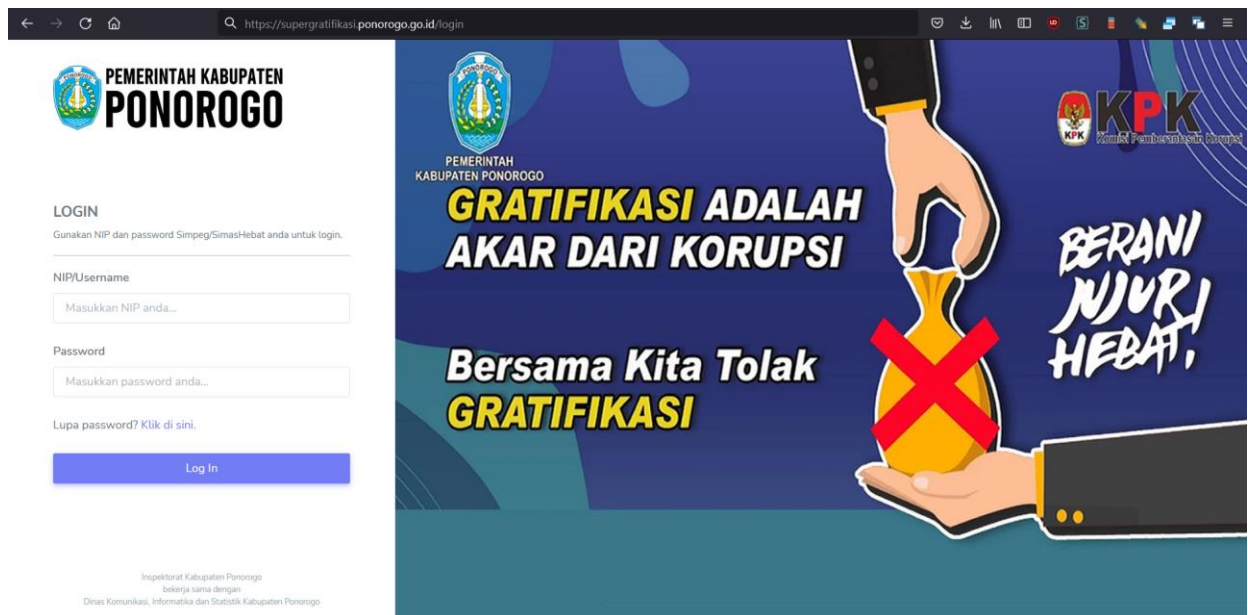 https://supergratifikasi.ponorogo.go.id/login
PEMERINTAH KABUPATEN
PONOROGO
LOGIN
Gunakan NIP dan password Simpeg/SimasHebat anda untuk login.
NIP/Username
Masukkan NIP anda...
Password
Masukkan password anda...
Lupa password? Klik di sini.
Log In
Inspektorat Kabupaten Ponorogo
bekerja sama dengan
Dinas Komunikasi, Informatika dan Statistik Kabupaten Ponorogo
PONOROGO
PEMERINTAH
KABUPATEN PONOROGO
KPK
KPK
Komisi Pemberantasan Korupsi
GRATIFIKASI ADALAH
AKAR DARI KORUPSI
BERANI
JUJUR
HEBAT!
Bersama Kita Tolak
GRATIFIKASI